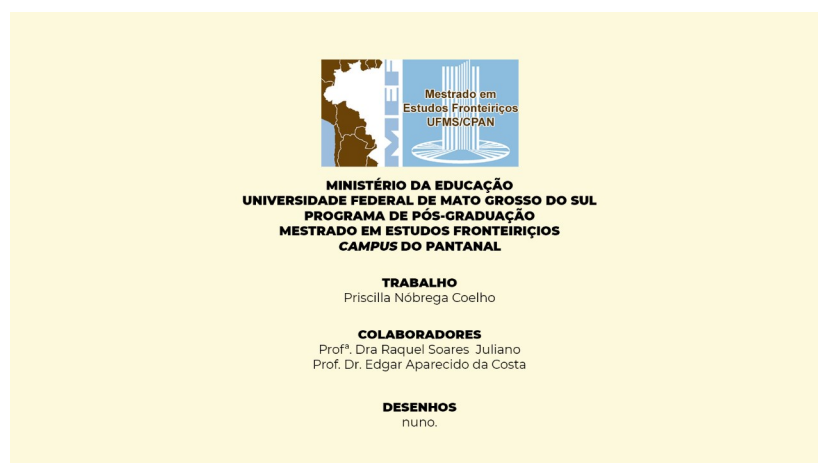 MEF
Mestrado em
Estudos Fronteiriços
UFMS/CPAN
MINISTÉRIO DA EDUCAÇÃO
UNIVERSIDADE FEDERAL DE MATO GROSSO DO SUL
PROGRAMA DE PÓS-GRADUAÇÃO
MESTRADO EM ESTUDOS FRONTEIRIÇIOS
CAMPUS DO PANTANAL
TRABALHO
Priscilla Nóbrega Coelho
COLABORADORES
Profª. Dra Raquel Soares Juliano
Prof. Dr. Edgar Aparecido da Costa
DESENHOS
nuno.